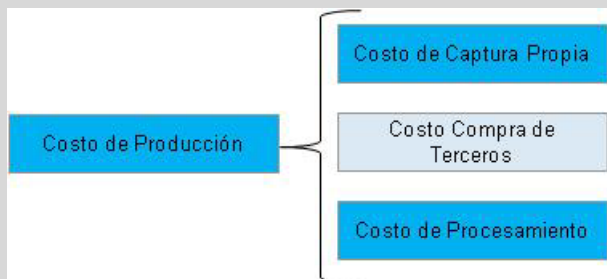 Costo de Captura Propia
Costo de Producción
Costo Compra de
Terceros
Costo de Procesamiento